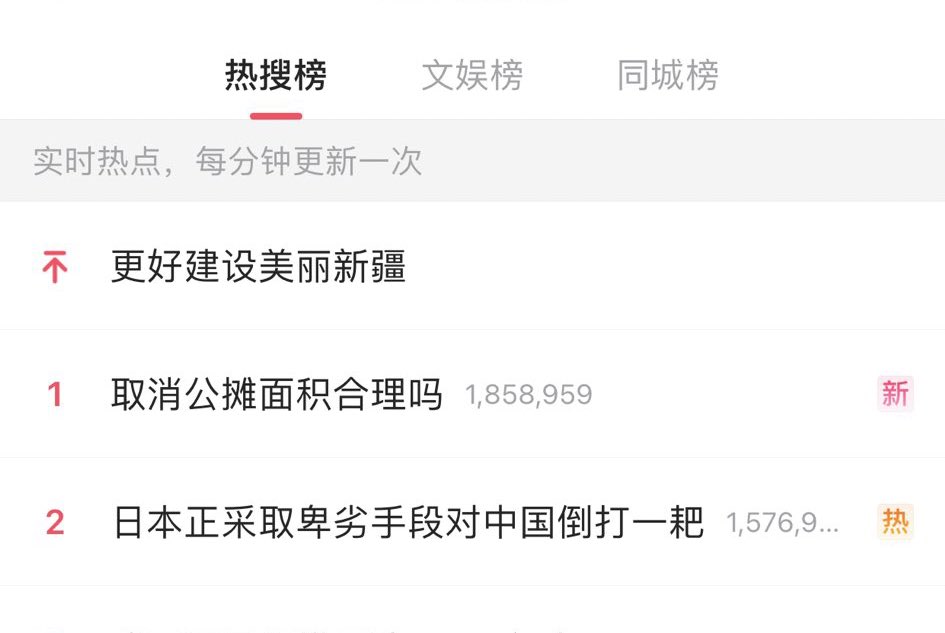 热搜榜 文娱榜 同城榜
实时热点，每分钟更新一次
更好建设美丽新疆
1 取消公摊面积合理吗 1,858,959 新
2 日本正采取卑劣手段对中国倒打一耙 1,576,9... 热